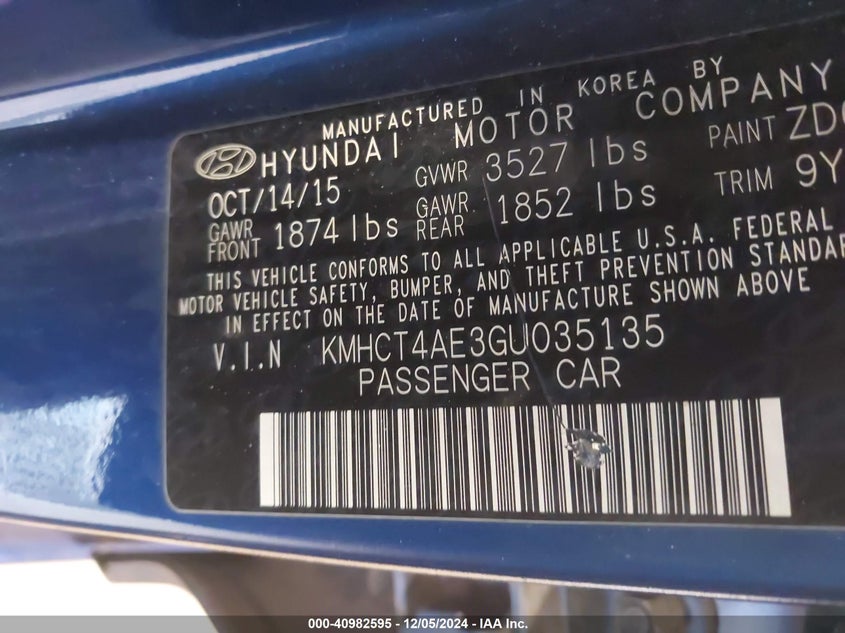 MANUFACTURED IN KOREA BY
HYUNDAI MOTOR COMPANY
OCT/14/15 GVWR 3527 lbs PAINT
GAWR FRONT 1874 lbs GAWR REAR 1852 lbs TRIM
THIS VEHICLE CONFORMS TO ALL APPLICABLE U.S.A. FEDERAL
MOTOR VEHICLE SAFETY, BUMPER, AND THEFT PREVENTION STANDAR
IN EFFECT ON THE DATE OF MANUFACTURE SHOWN ABOVE
V.I.N KMHCT4AE3GU035135
PASSENGER CAR
000-40982595 - 12/05/2024 - IAA Inc.